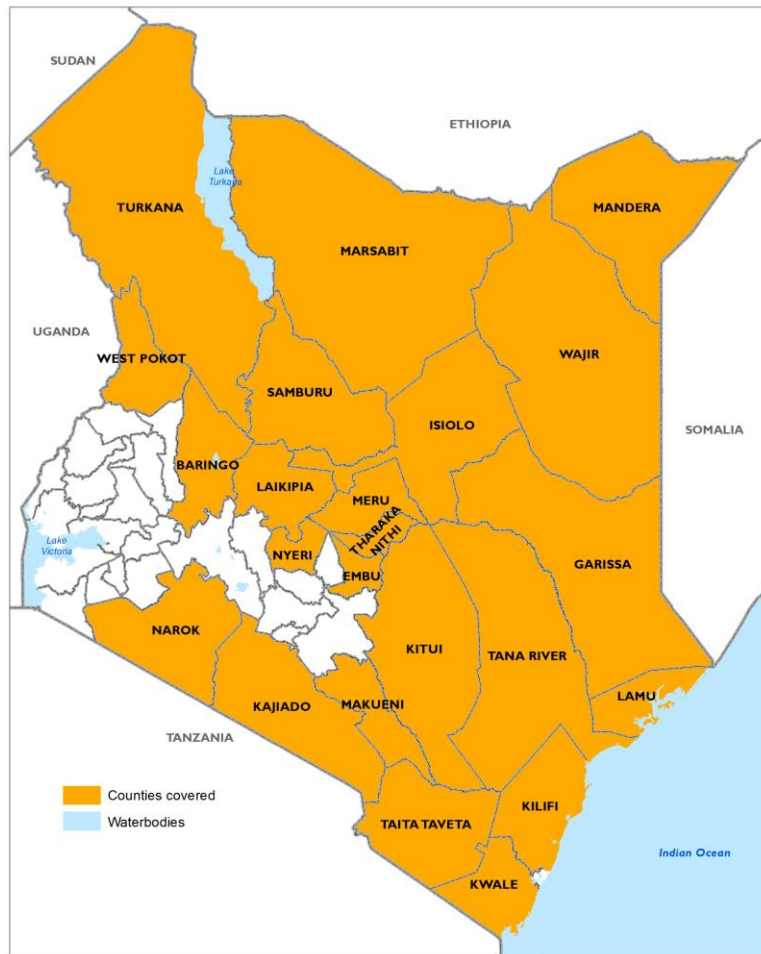 SUDAN
ETHIOPIA
Lake
Turkana
TURKANA
MANDERA
MARSABIT
UGANDA
WEST POKOT
WAJIR
SAMBURU
ISIOLO
SOMALIA
BARINGO
LAIKIPIA
MERU
THARAKA
NITHI
Lake
Victoria
NYERI
GARISSA
EMBU
NAROK
KITUI
TANA RIVER
LAMU
KAJIADO
MAKUENI
TANZANIA
Counties covered
Waterbodies
KILIFI
TAITA TAVETA
Indian Ocean
KWALE